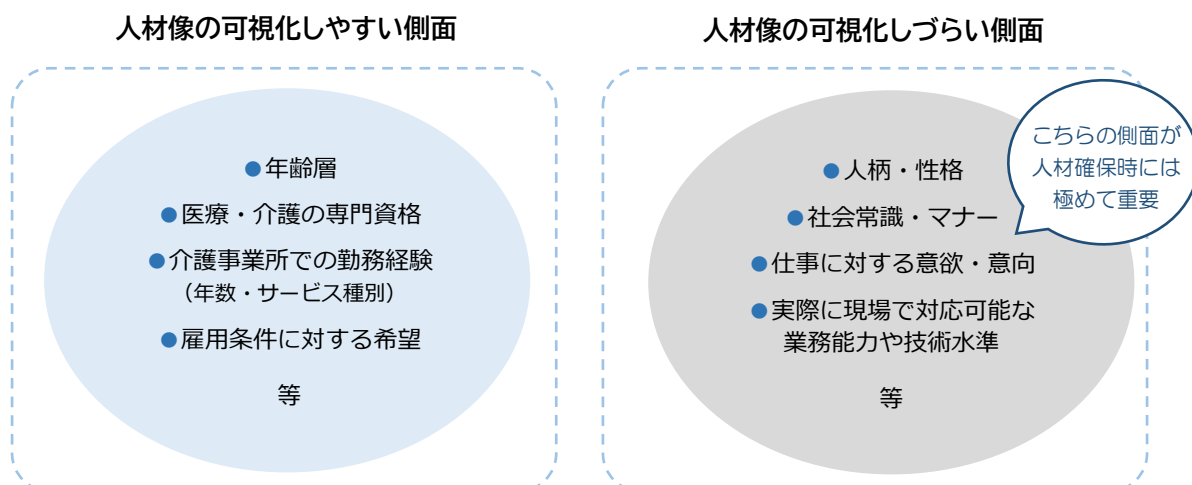 人材像の可視化しやすい側面
●年齢層
●医療・介護の専門資格
●介護事業所での勤務経験
（年数・サービス種別）
●雇用条件に対する希望
等
人材像の可視化しづらい側面
こちらの側面が
人材確保時には
極めて重要
●人柄・性格
●社会常識・マナー
●仕事に対する意欲・意向
●実際に現場で対応可能な
業務能力や技術水準
等